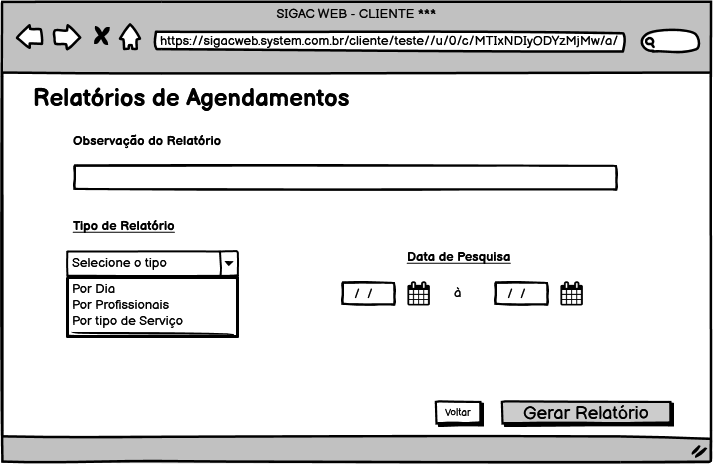 SIGAC WEB - CLIENTE ***
https://sigacweb.system.com.br/cliente/teste//u/0/c/MTIxNDIyODYzMjMw/a/
Relatórios de Agendamentos
Observação do Relatório
Tipo de Relatório
Selecione o tipo
Por Dia
Por Profissionais
Por tipo de Serviço
Data de Pesquisa
/ / à / /
Voltar Gerar Relatório